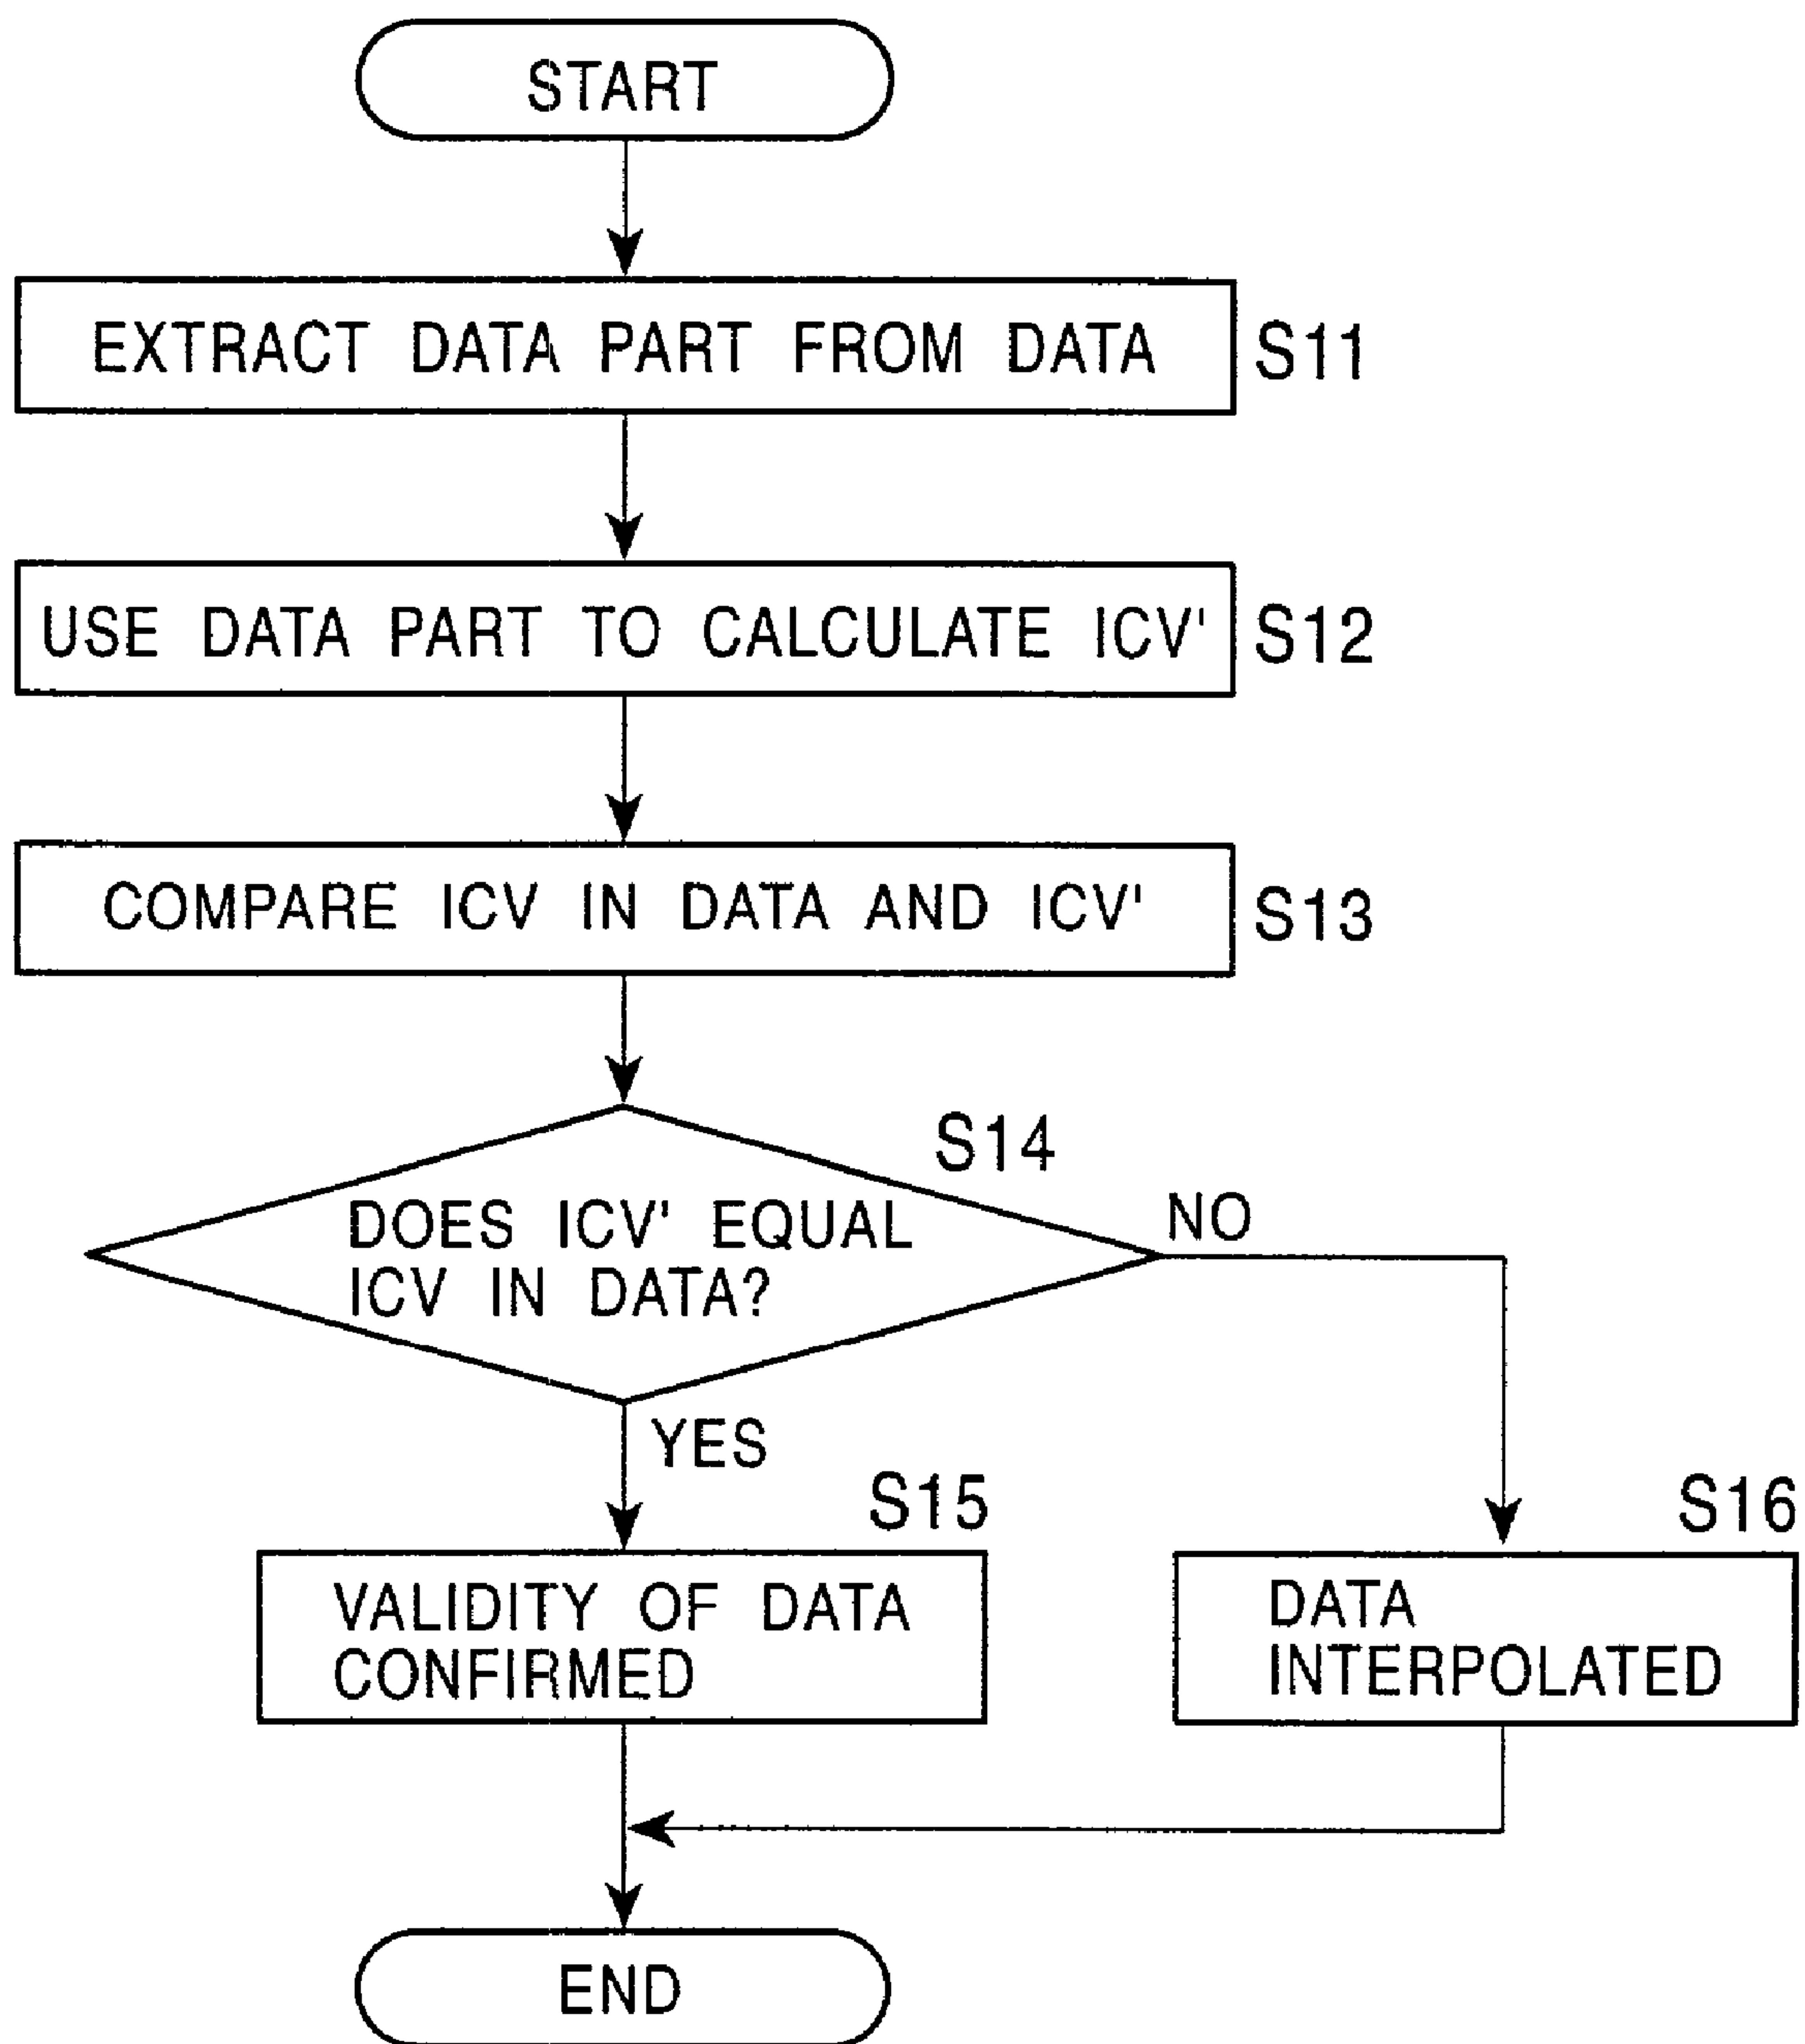 START
EXTRACT DATA PART FROM DATA S11
USE DATA PART TO CALCULATE ICV' S12
COMPARE ICV IN DATA AND ICV' S13
S14
DOES ICV' EQUAL
ICV IN DATA?
NO
YES
S15
VALIDITY OF DATA
CONFIRMED
S16
DATA
INTERPOLATED
END